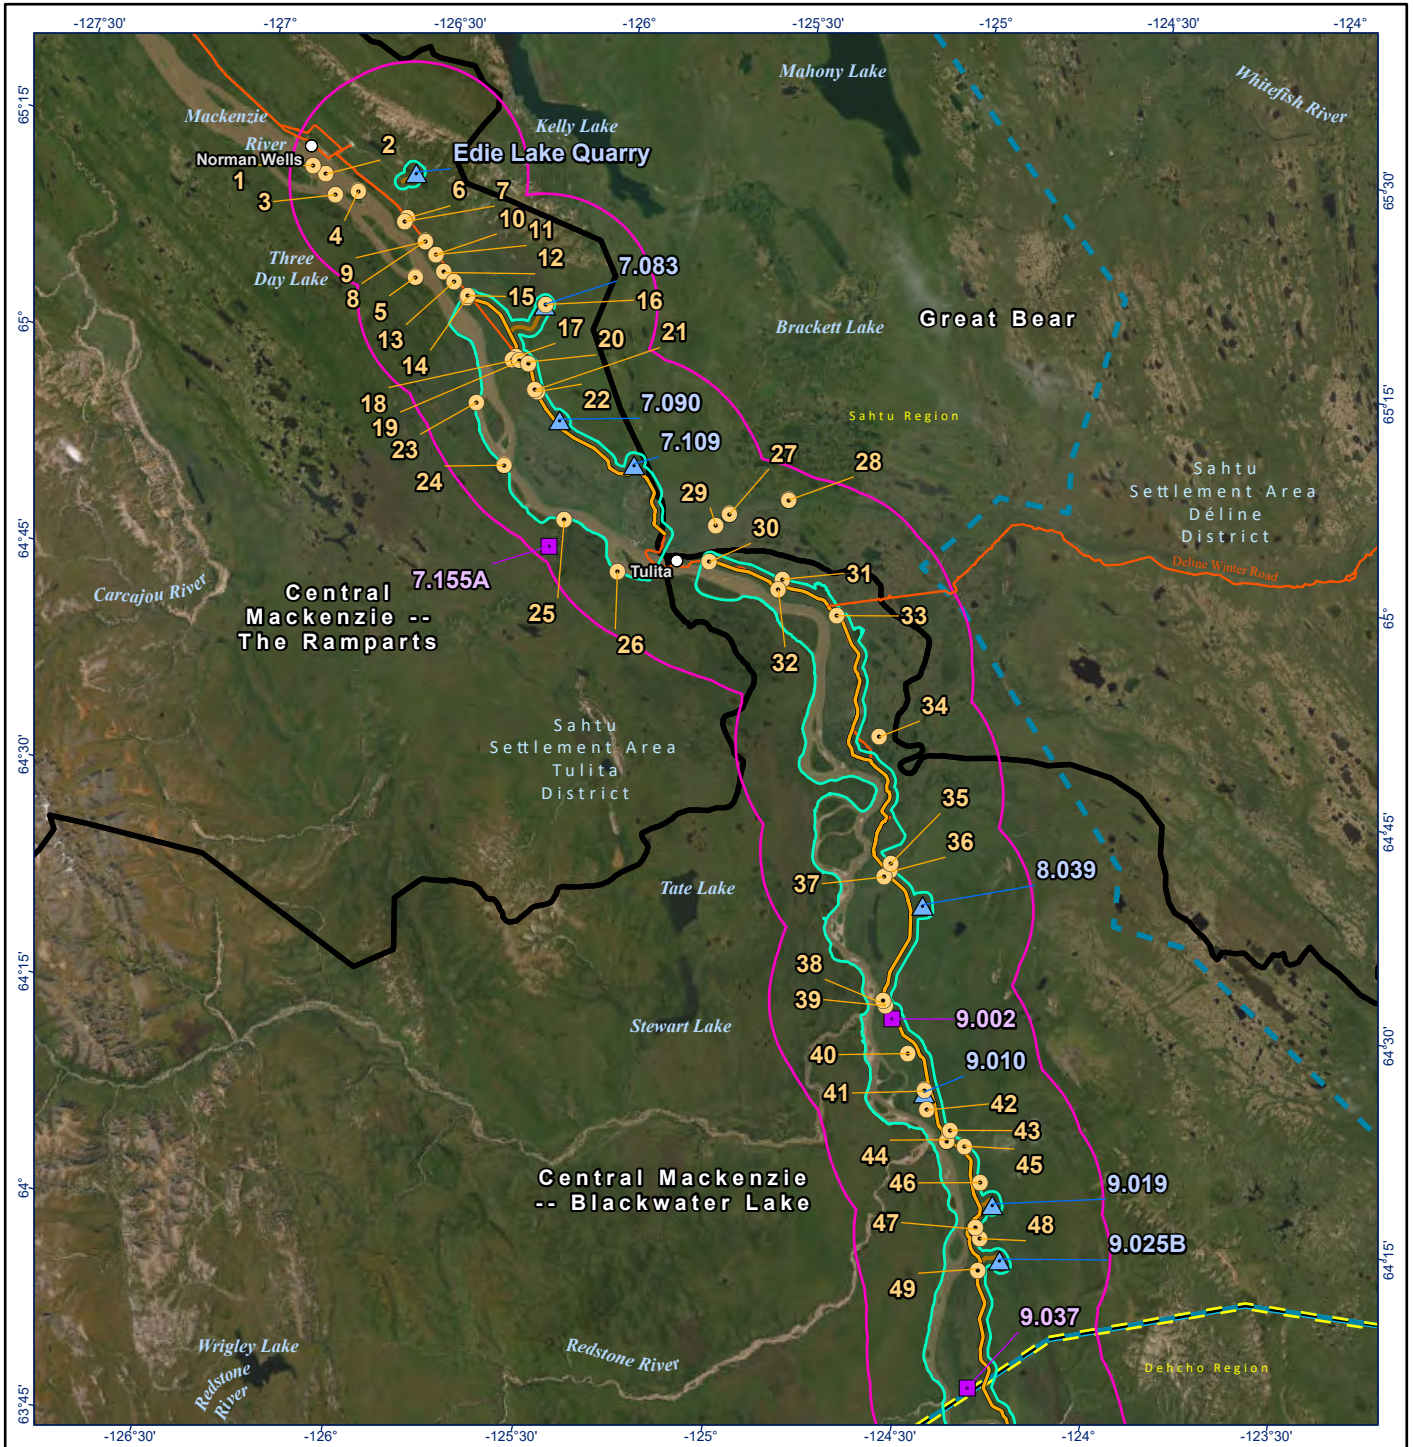 -127°30'
-127°
-126°30'
-126°
-125°30'
-125°
-124°30'
-124°
65°15'
65°
64°45'
64°30'
64°15'
64°
63°45'
65°30'
65°15'
65°
64°45'
64°30'
64°15'
-126°30'
-126°
-125°30'
-125°
-124°30'
-124°
-123°30'
Mahony Lake
Whitefish River
Mackenzie
River
Kelly Lake
Norman Wells
Edie Lake Quarry
1
2
3
4
6
7
10
11
12
Three
Day Lake
9
8
5
13
14
15
7.083
16
17
20
21
Brackett Lake
Great Bear
18
19
22
23
24
7.090
7.109
Sahtu Region
27
28
29
30
Sahtu
Settlement Area
Déline
District
Deline Winter Road
Tulita
7.155A
25
26
31
32
33
Carcajou River
Central
Mackenzie --
The Ramparts
34
Sahtu
Settlement Area
Tulita
District
35
36
37
8.039
Tate Lake
38
39
Stewart Lake
9.002
40
9.010
41
42
43
44
45
46
Central Mackenzie
-- Blackwater Lake
9.019
47
48
9.025B
49
9.037
Wrigley Lake
Redstone
River
Redstone River
Dehcho Region